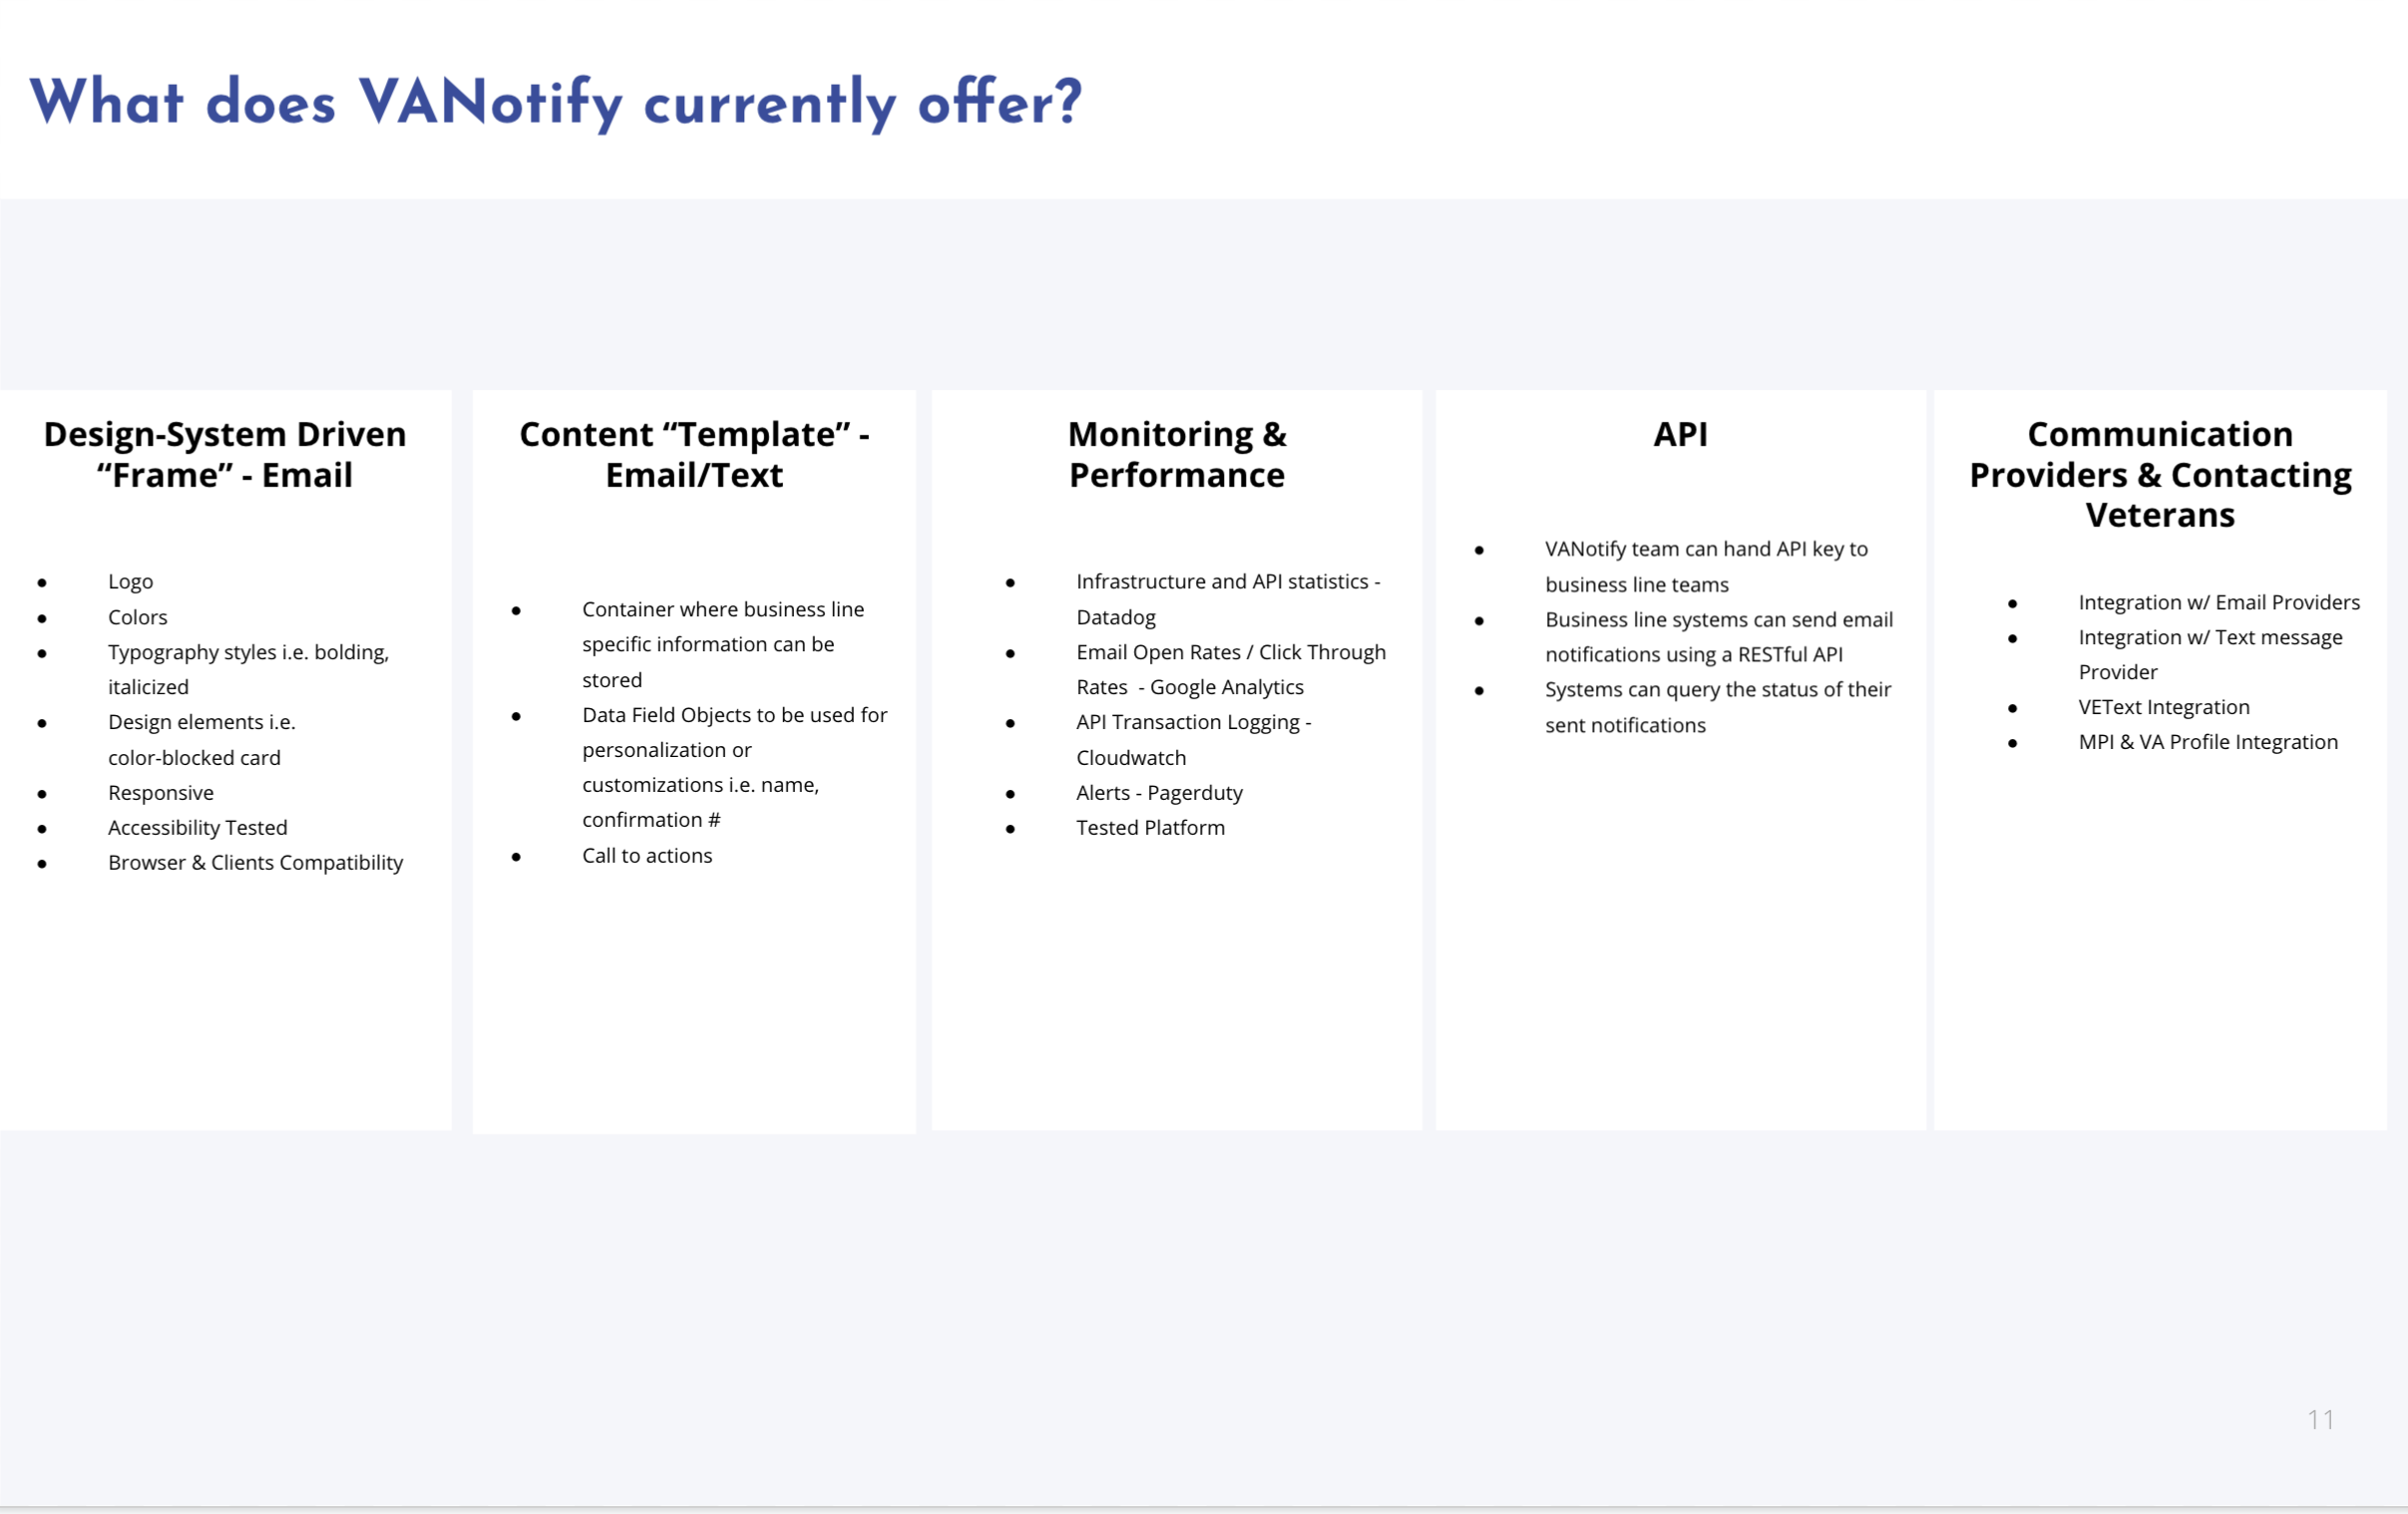 What does VANotify currently offer?
Design-System Driven
“Frame” - Email
● Logo
● Colors
● Typography styles i.e. bolding,
italicized
● Design elements i.e.
color-blocked card
● Responsive
● Accessibility Tested
● Browser & Clients Compatibility
Content “Template” -
Email/Text
● Container where business line
specific information can be
stored
● Data Field Objects to be used for
personalization or
customizations i.e. name,
confirmation #
● Call to actions
Monitoring &
Performance
● Infrastructure and API statistics -
Datadog
● Email Open Rates / Click Through
Rates  - Google Analytics
● API Transaction Logging -
Cloudwatch
● Alerts - Pagerduty
● Tested Platform
API
● VANotify team can hand API key to
business line teams
● Business line systems can send email
notifications using a RESTful API
● Systems can query the status of their
sent notifications
Communication
Providers & Contacting
Veterans
● Integration w/ Email Providers
● Integration w/ Text message
Provider
● VEText Integration
● MPI & VA Profile Integration
11